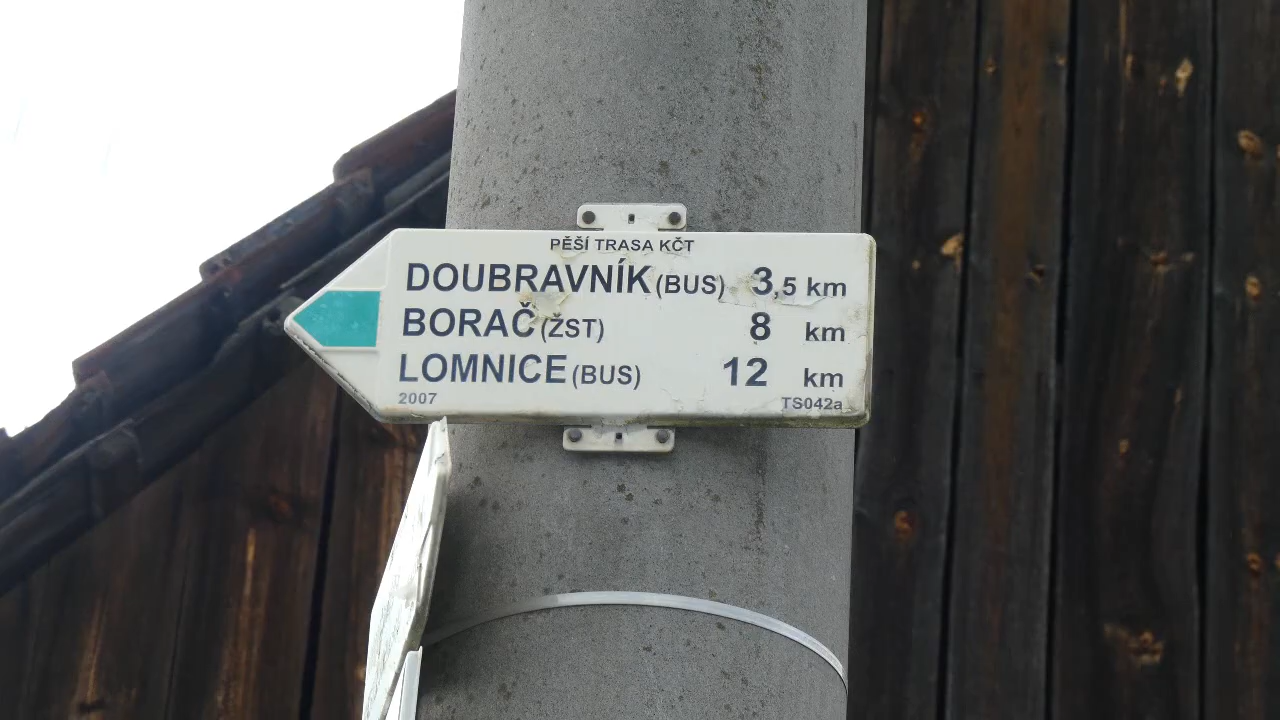 PĚŠÍ TRASA KČT
DOUBRAVNÍK (BUS) 3,5 km
BORAČ (ŽST) 8 km
LOMNICE (BUS) 12 km
2007 TS042a